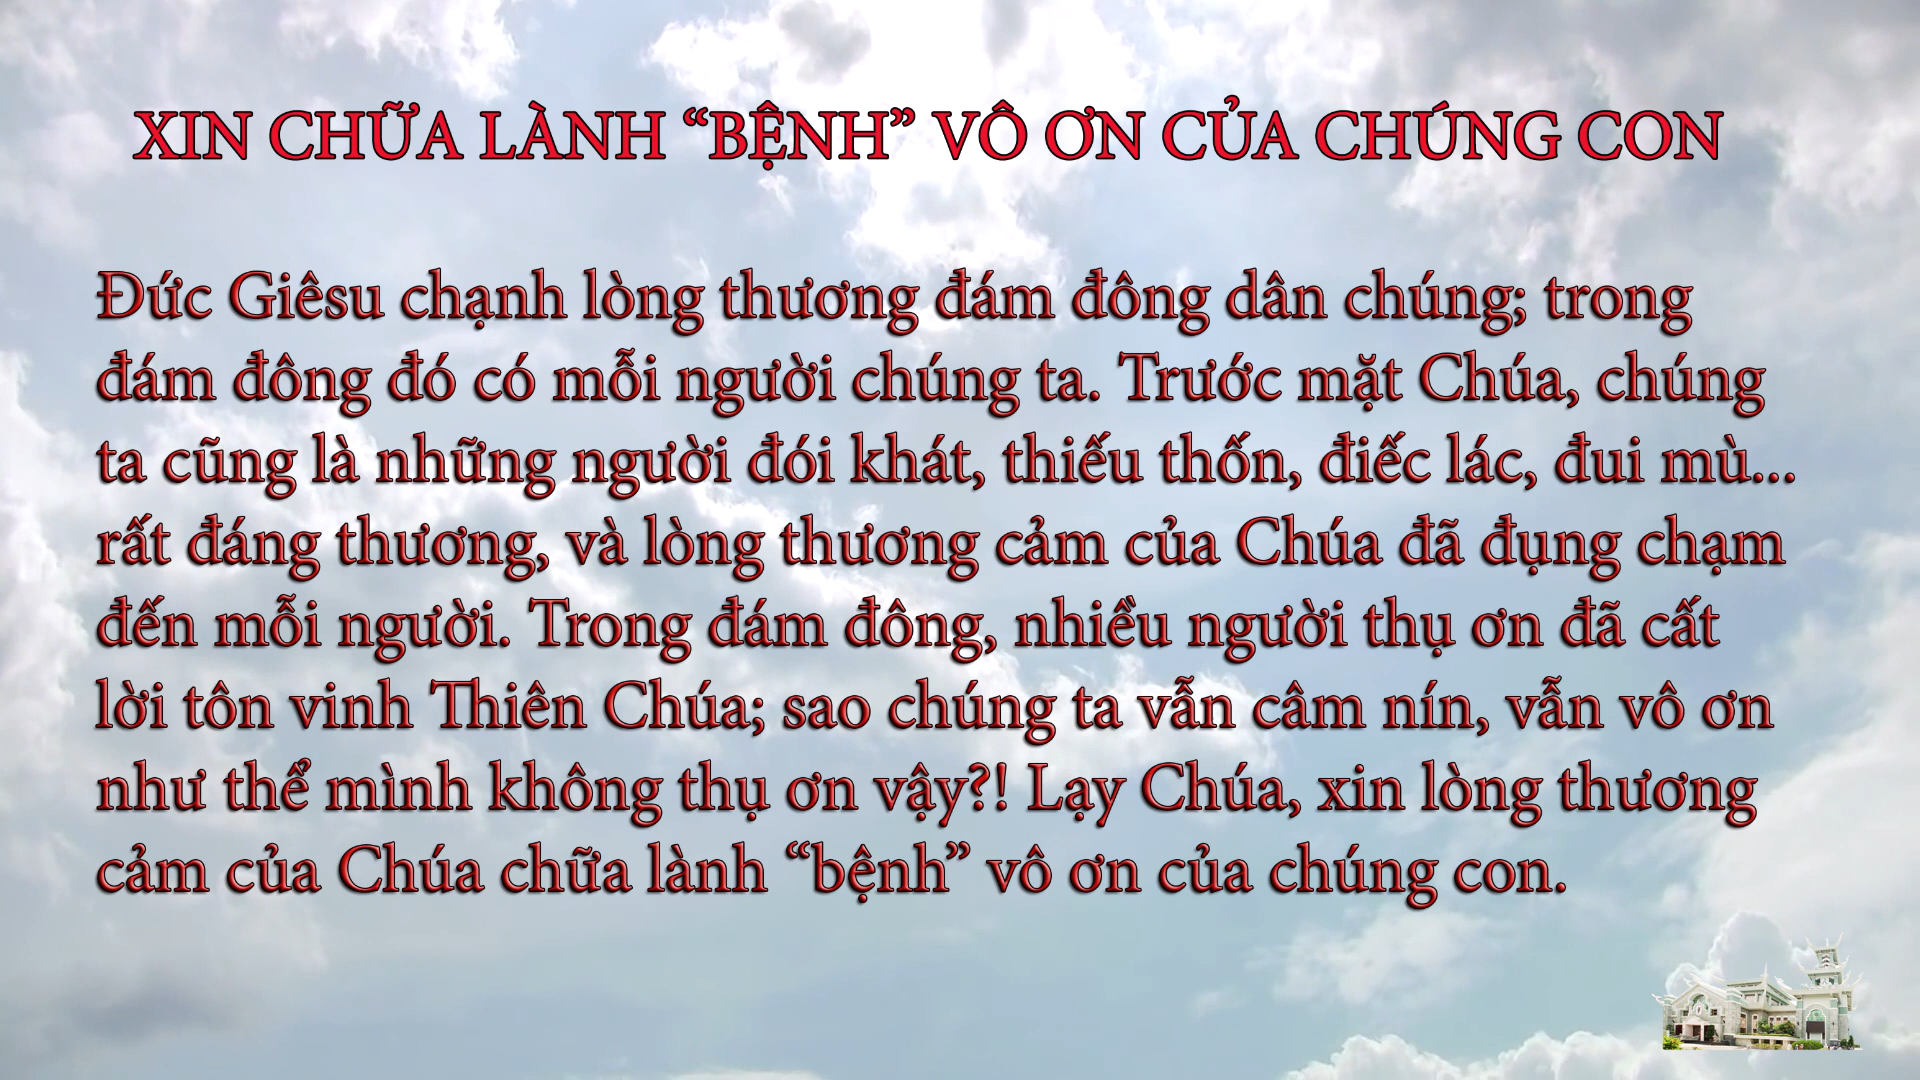 XIN CHỮA LÀNH “BỆNH” VÔ ƠN CỦA CHÚNG CON
Đức Giêsu chạnh lòng thương đám đông dân chúng; trong
đám đông đó có mỗi người chúng ta. Trước mặt Chúa, chúng
ta cũng là những người đói khát, thiếu thốn, điếc lác, đui mù...
rất đáng thương, và lòng thương cảm của Chúa đã đụng chạm
đến mỗi người. Trong đám đông, nhiều người thụ ơn đã cất
lời tôn vinh Thiên Chúa; sao chúng ta vẫn câm nín, vẫn vô ơn
như thể mình không thụ ơn vậy?! Lạy Chúa, xin lòng thương
cảm của Chúa chữa lành “bệnh” vô ơn của chúng con.